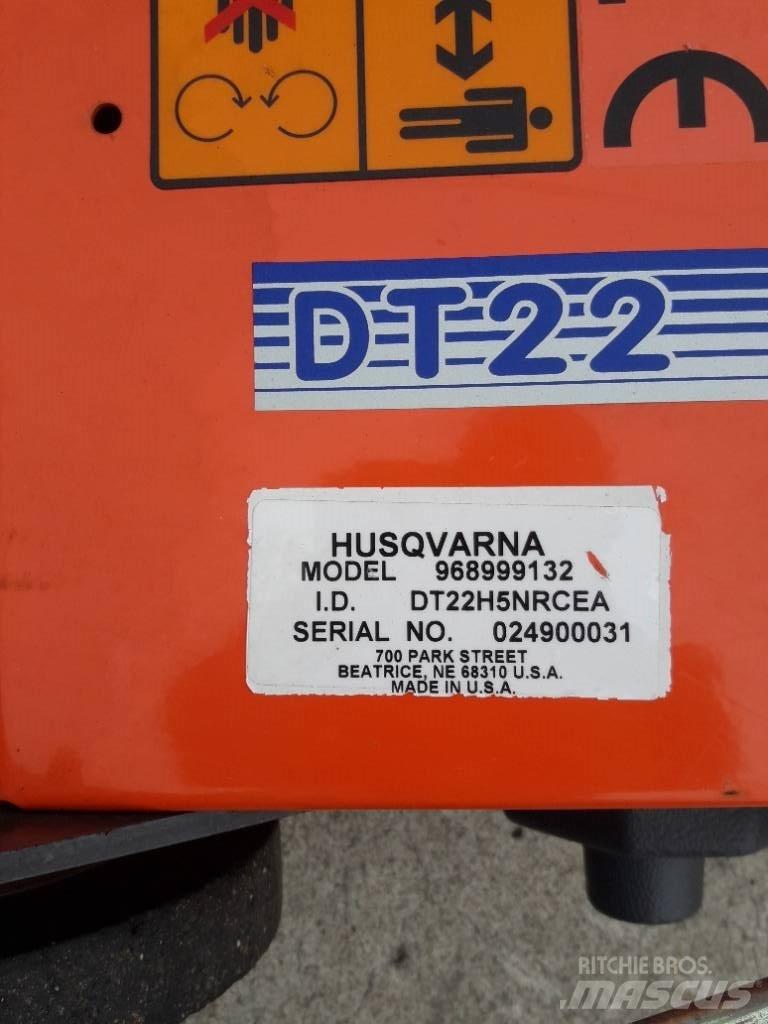 DT22
HUSQVARNA
MODEL 968999132
I.D. DT22H5NRCEA
SERIAL NO. 024900031
700 PARK STREET
BEATRICE, NE 68310 U.S.A.
MADE IN U.S.A.
RITCHIE BROS.
MASCUS